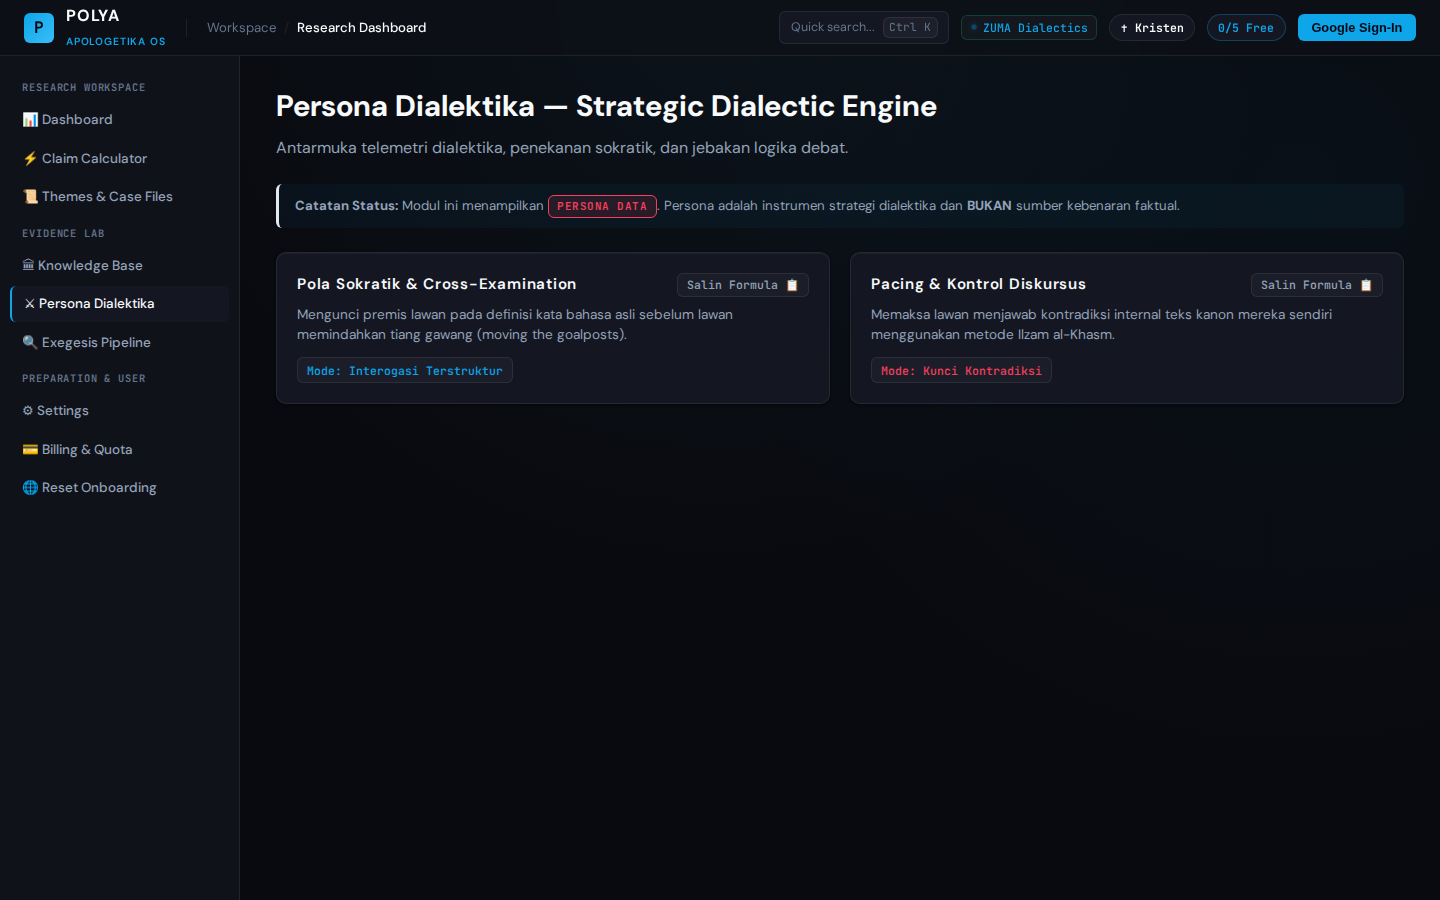 P
POLYA
APOLOGETIKA OS
Workspace / Research Dashboard
Quick search... Ctrl K
ZUMA Dialectics
✝ Kristen
0/5 Free
Google Sign-In
RESEARCH WORKSPACE
📊 Dashboard
⚡ Claim Calculator
📜 Themes & Case Files
EVIDENCE LAB
🏛 Knowledge Base
⚔ Persona Dialektika
🔍 Exegesis Pipeline
PREPARATION & USER
⚙ Settings
💳 Billing & Quota
🌐 Reset Onboarding
Persona Dialektika — Strategic Dialectic Engine
Antarmuka telemetri dialektika, penekanan sokratik, dan jebakan logika debat.
Catatan Status: Modul ini menampilkan PERSONA DATA. Persona adalah instrumen strategi dialektika dan BUKAN sumber kebenaran faktual.
Pola Sokratik & Cross-Examination
Salin Formula 📋
Mengunci premis lawan pada definisi kata bahasa asli sebelum lawan
memindahkan tiang gawang (moving the goalposts).
Mode: Interogasi Terstruktur
Pacing & Kontrol Diskursus
Salin Formula 📋
Memaksa lawan menjawab kontradiksi internal teks kanon mereka sendiri
menggunakan metode Ilzam al-Khasm.
Mode: Kunci Kontradiksi